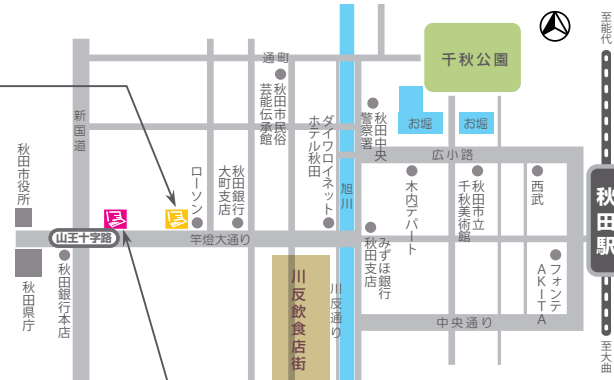 至能代
千秋公園
通町
秋田市民俗
芸能伝承館
新国道
ダイワロイネット
ホテル秋田
秋田中央
警察署
お堀
お堀
広小路
秋田市役所
ローソン
秋田銀行
大町支店
旭川
木内デパート
秋田市立
千秋美術館
西武
秋田駅
山王十字路
竿燈大通り
みずほ銀行
秋田支店
フォンテ
AKITA
秋田県庁
秋田銀行本店
川反飲食店街
川反通り
中央通り
至大曲